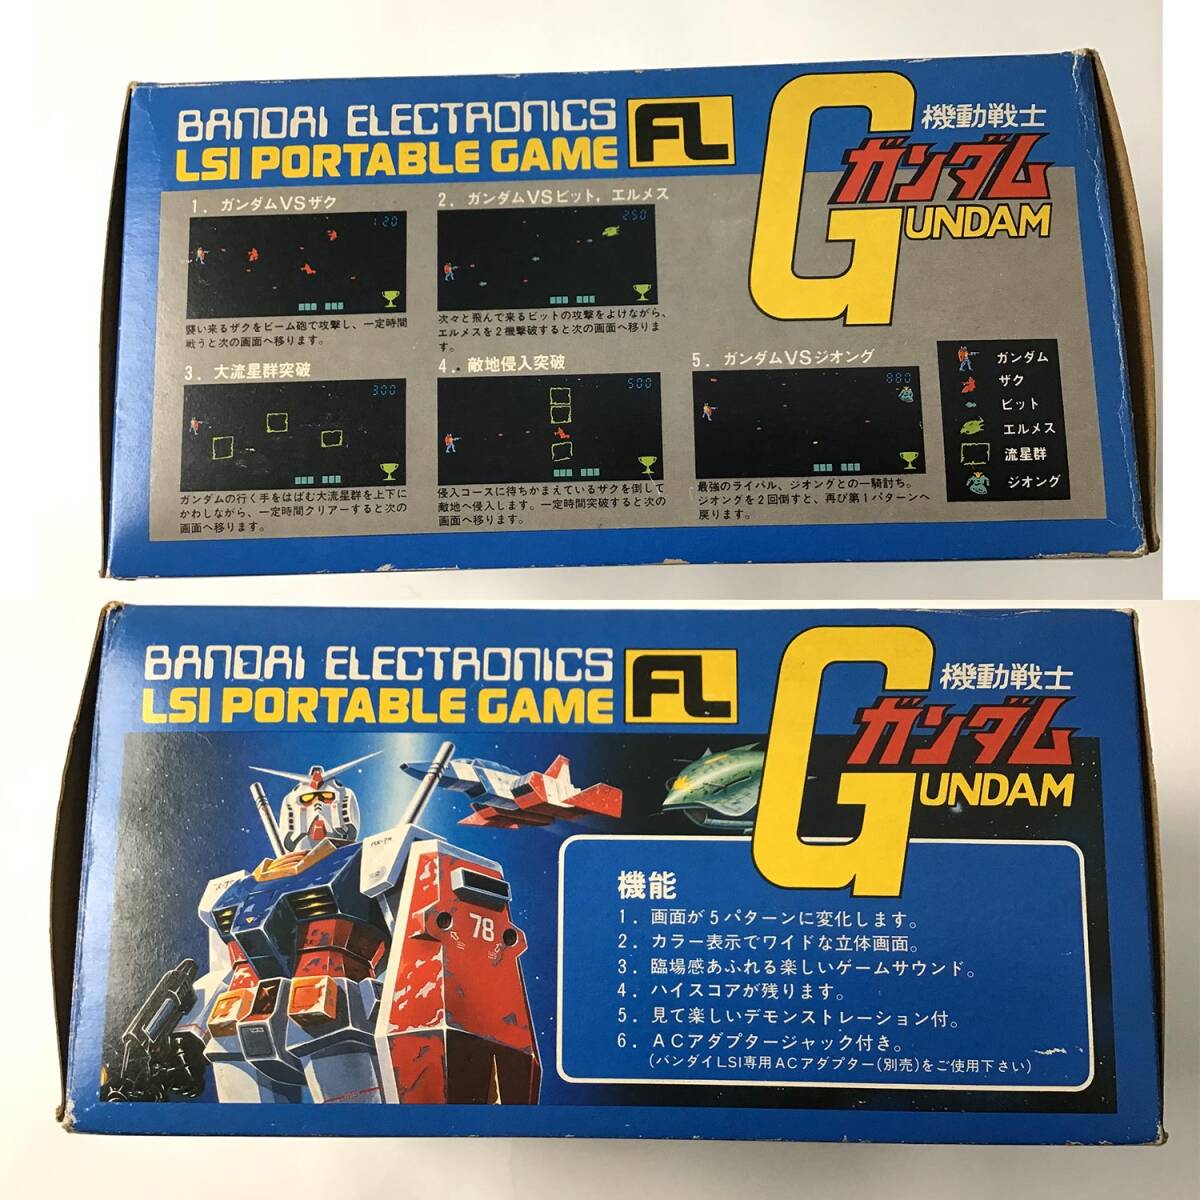 BANDAI ELECTRONICS
LSI PORTABLE GAME
FL
機動戦士
ガンダム
GUNDAM
1. ガンダムVSザク
120
襲い来るザクをビーム砲で攻撃し、一定時間
戦うと次の画面へ移ります。
2. ガンダムVSビット，エルメス
250
次々と飛んで来るビットの攻撃をよけながら、
エルメスを2機撃破すると次の画面へ移りま
す。
3. 大流星群突破
300
ガンダムの行く手をはばむ大流星群を上下に
かわしながら、一定時間クリアーすると次の
画面へ移ります。
4. 敵地侵入突破
500
侵入コースに待ちかまえているザクを倒して
敵地へ侵入します。一定時間突破すると次の
画面へ移ります。
5. ガンダムVSジオング
880
最強のライバル、ジオングとの一騎討ち。
ジオングを2回倒すと、再び第1パターンへ
戻ります。
ガンダム
ザク
ビット
エルメス
流星群
ジオング
BANDAI ELECTRONICS
LSI PORTABLE GAME
FL
機動戦士
ガンダム
GUNDAM
78
機能
1. 画面が5パターンに変化します。
2. カラー表示でワイドな立体画面。
3. 臨場感あふれる楽しいゲームサウンド。
4. ハイスコアが残ります。
5. 見て楽しいデモンストレーション付。
6. ACアダプタージャック付き。
(バンダイLSI専用ACアダプター(別売)をご使用下さい)